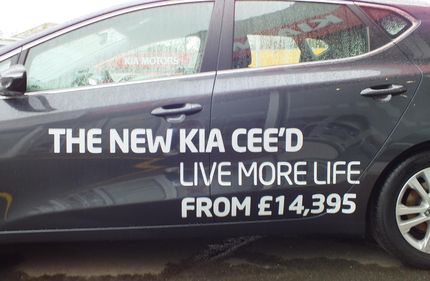 KIA MOTORS
THE NEW KIA CEE'D
LIVE MORE LIFE
FROM £14,395